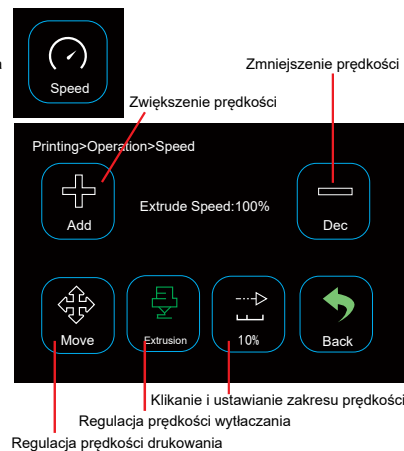 a
Speed
Zmniejszenie prędkości
Zwiększenie prędkości
Printing>Operation>Speed
Add
Extrude Speed:100%
Dec
Move
Extrusion
10%
Back
Klikanie i ustawianie zakresu prędkości
Regulacja prędkości wytłaczania
Regulacja prędkości drukowania